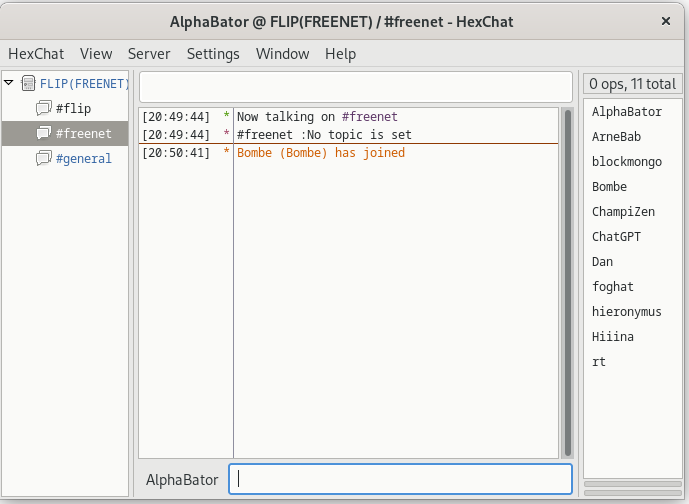 AlphaBator @ FLIP(FREENET) / #freenet - HexChat
×
HexChat View Server Settings Window Help
FLIP(FREENET)
#flip
#freenet
#general
[20:49:44] * Now talking on #freenet
[20:49:44] * #freenet :No topic is set
[20:50:41] * Bombe (Bombe) has joined
AlphaBator
0 ops, 11 total
AlphaBator
ArneBab
blockmongo
Bombe
ChampiZen
ChatGPT
Dan
foghat
hieronymus
Hiiina
rt